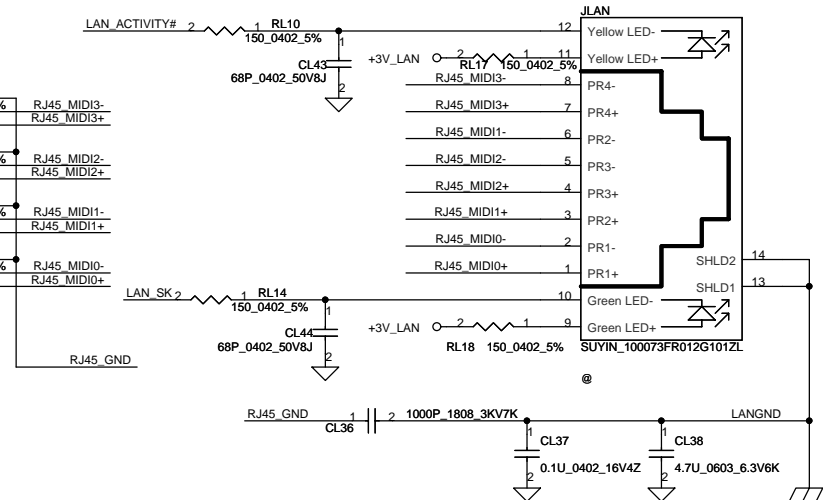 JLAN
LAN_ACTIVITY# 2 1 RL10 12 Yellow LED-
150_0402_5%
1
CL43
68P_0402_50V8J
2
+3V_LAN 2 1 11 Yellow LED+
RL17 150_0402_5%
RJ45_MIDI3- 8 PR4-
RJ45_MIDI3+ 7 PR4+
RJ45_MIDI1- 6 PR2-
RJ45_MIDI2- 5 PR3-
RJ45_MIDI2+ 4 PR3+
RJ45_MIDI1+ 3 PR2+
RJ45_MIDI0- 2 PR1-
RJ45_MIDI0+ 1 PR1+
% RJ45_MIDI3-
RJ45_MIDI3+
% RJ45_MIDI2-
RJ45_MIDI2+
% RJ45_MIDI1-
RJ45_MIDI1+
% RJ45_MIDI0-
RJ45_MIDI0+
RJ45_GND
SHLD2 14
SHLD1 13
LAN_SK 2 1 RL14 10 Green LED-
150_0402_5%
1
CL44
68P_0402_50V8J
2
+3V_LAN 2 1 9 Green LED+
RL18 150_0402_5%
SUYIN_100073FR012G101ZL
@
RJ45_GND 1 2 1000P_1808_3KV7K LANGND
CL36
1
CL37
0.1U_0402_16V4Z
2
1
CL38
4.7U_0603_6.3V6K
2